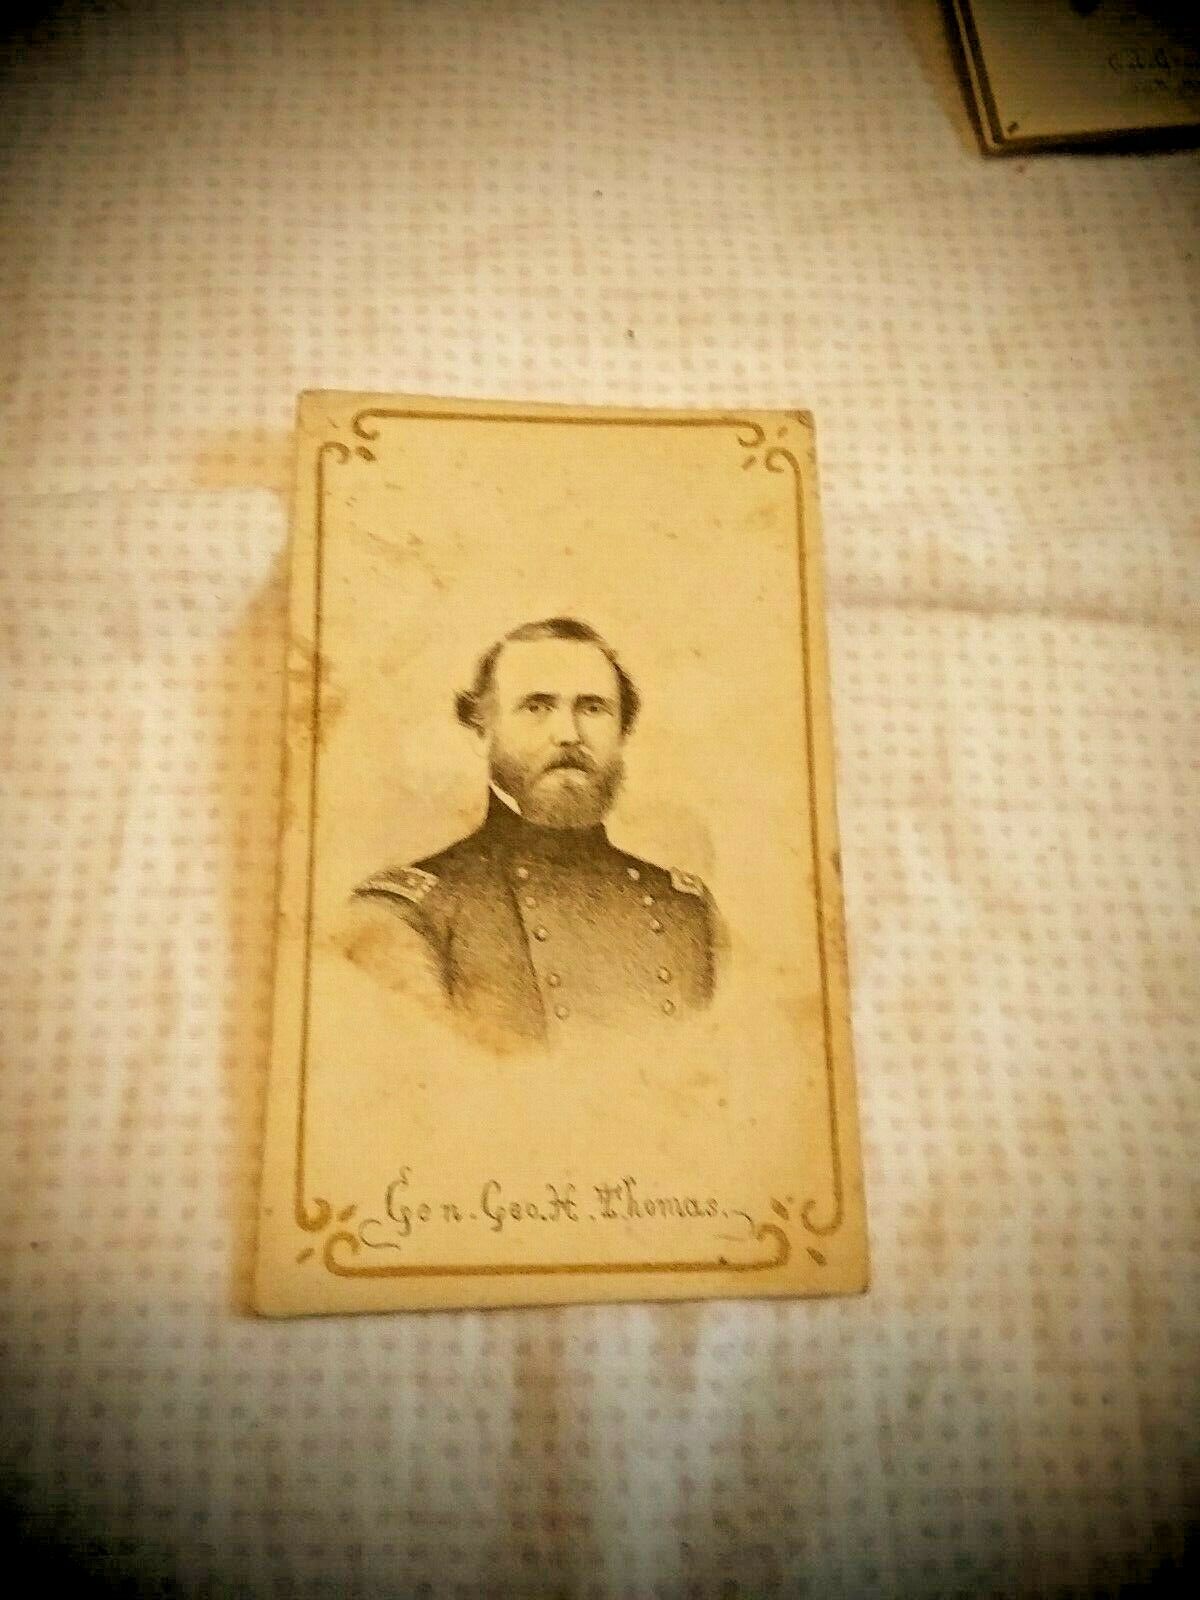 Gen. Geo. H. Thomas.